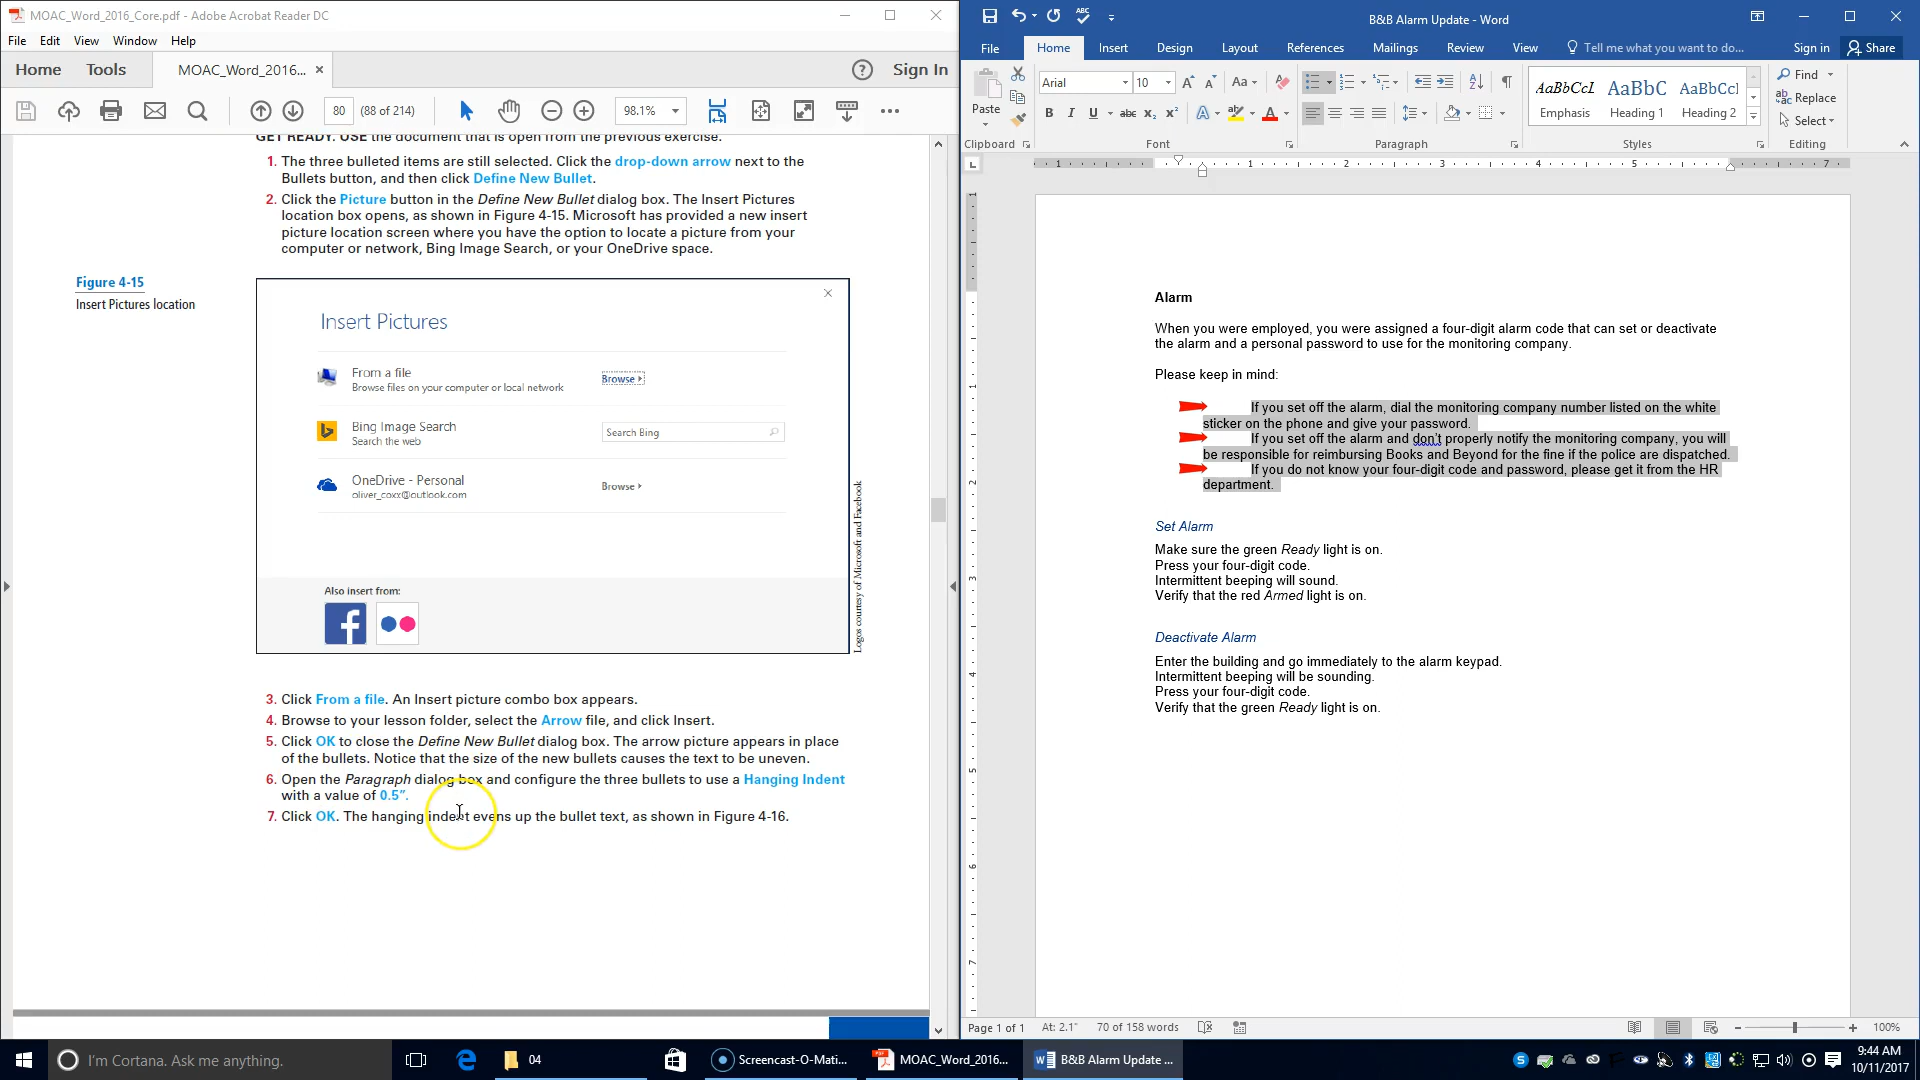 MOAC_Word_2016_Core.pdf - Adobe Acrobat Reader DC
File Edit View Window Help
Home Tools MOAC_Word_2016... × Sign In
80 (88 of 214) 98.1%
GET READY. USE the document that is open from the previous exercise.
1. The three bulleted items are still selected. Click the drop-down arrow next to the
Bullets button, and then click Define New Bullet.
2. Click the Picture button in the Define New Bullet dialog box. The Insert Pictures
location box opens, as shown in Figure 4-15. Microsoft has provided a new insert
picture location screen where you have the option to locate a picture from your
computer or network, Bing Image Search, or your OneDrive space.
Figure 4-15
Insert Pictures location
Insert Pictures
From a file
Browse files on your computer or local network
Browse
Bing Image Search
Search the web
Search Bing
OneDrive - Personal
oliver_coxx@outlook.com
Browse
Also insert from:
Logos courtesy of Microsoft and Facebook
3. Click From a file. An Insert picture combo box appears.
4. Browse to your lesson folder, select the Arrow file, and click Insert.
5. Click OK to close the Define New Bullet dialog box. The arrow picture appears in place
of the bullets. Notice that the size of the new bullets causes the text to be uneven.
6. Open the Paragraph dialog box and configure the three bullets to use a Hanging Indent
with a value of 0.5".
7. Click OK. The hanging indent evens up the bullet text, as shown in Figure 4-16.
B&B Alarm Update - Word
File Home Insert Design Layout References Mailings Review View Tell me what you want to do... Sign in Share
Paste
Arial 10
AaBbCcL AaBbC AaBbCcI
Emphasis Heading 1 Heading 2
Find
Replace
Select
Clipboard Font Paragraph Styles Editing
Alarm
When you were employed, you were assigned a four-digit alarm code that can set or deactivate
the alarm and a personal password to use for the monitoring company.
Please keep in mind:
If you set off the alarm, dial the monitoring company number listed on the white
sticker on the phone and give your password.
If you set off the alarm and don't properly notify the monitoring company, you will
be responsible for reimbursing Books and Beyond for the fine if the police are dispatched.
If you do not know your four-digit code and password, please get it from the HR
department.
Set Alarm
Make sure the green Ready light is on.
Press your four-digit code.
Intermittent beeping will sound.
Verify that the red Armed light is on.
Deactivate Alarm
Enter the building and go immediately to the alarm keypad.
Intermittent beeping will be sounding.
Press your four-digit code.
Verify that the green Ready light is on.
Page 1 of 1 At: 2.1" 70 of 158 words 100%
I'm Cortana. Ask me anything.
04
Screencast-O-Mati...
MOAC_Word_2016...
B&B Alarm Update ...
9:44 AM
10/11/2017